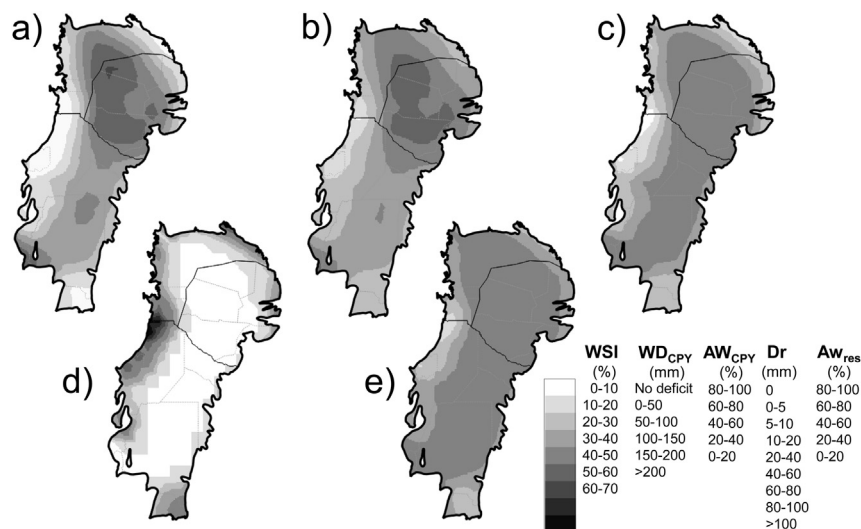 a)
b)
c)
d)
e)
WSI WD_CPY AW_CPY Dr Aw_res
(%) (mm) (%) (mm) (%)
0-10 No deficit 80-100 0 80-100
10-20 0-50 60-80 0-5 60-80
20-30 50-100 40-60 5-10 40-60
30-40 100-150 20-40 10-20 20-40
40-50 150-200 0-20 20-40 0-20
50-60 >200 40-60
60-70 60-80
80-100
>100